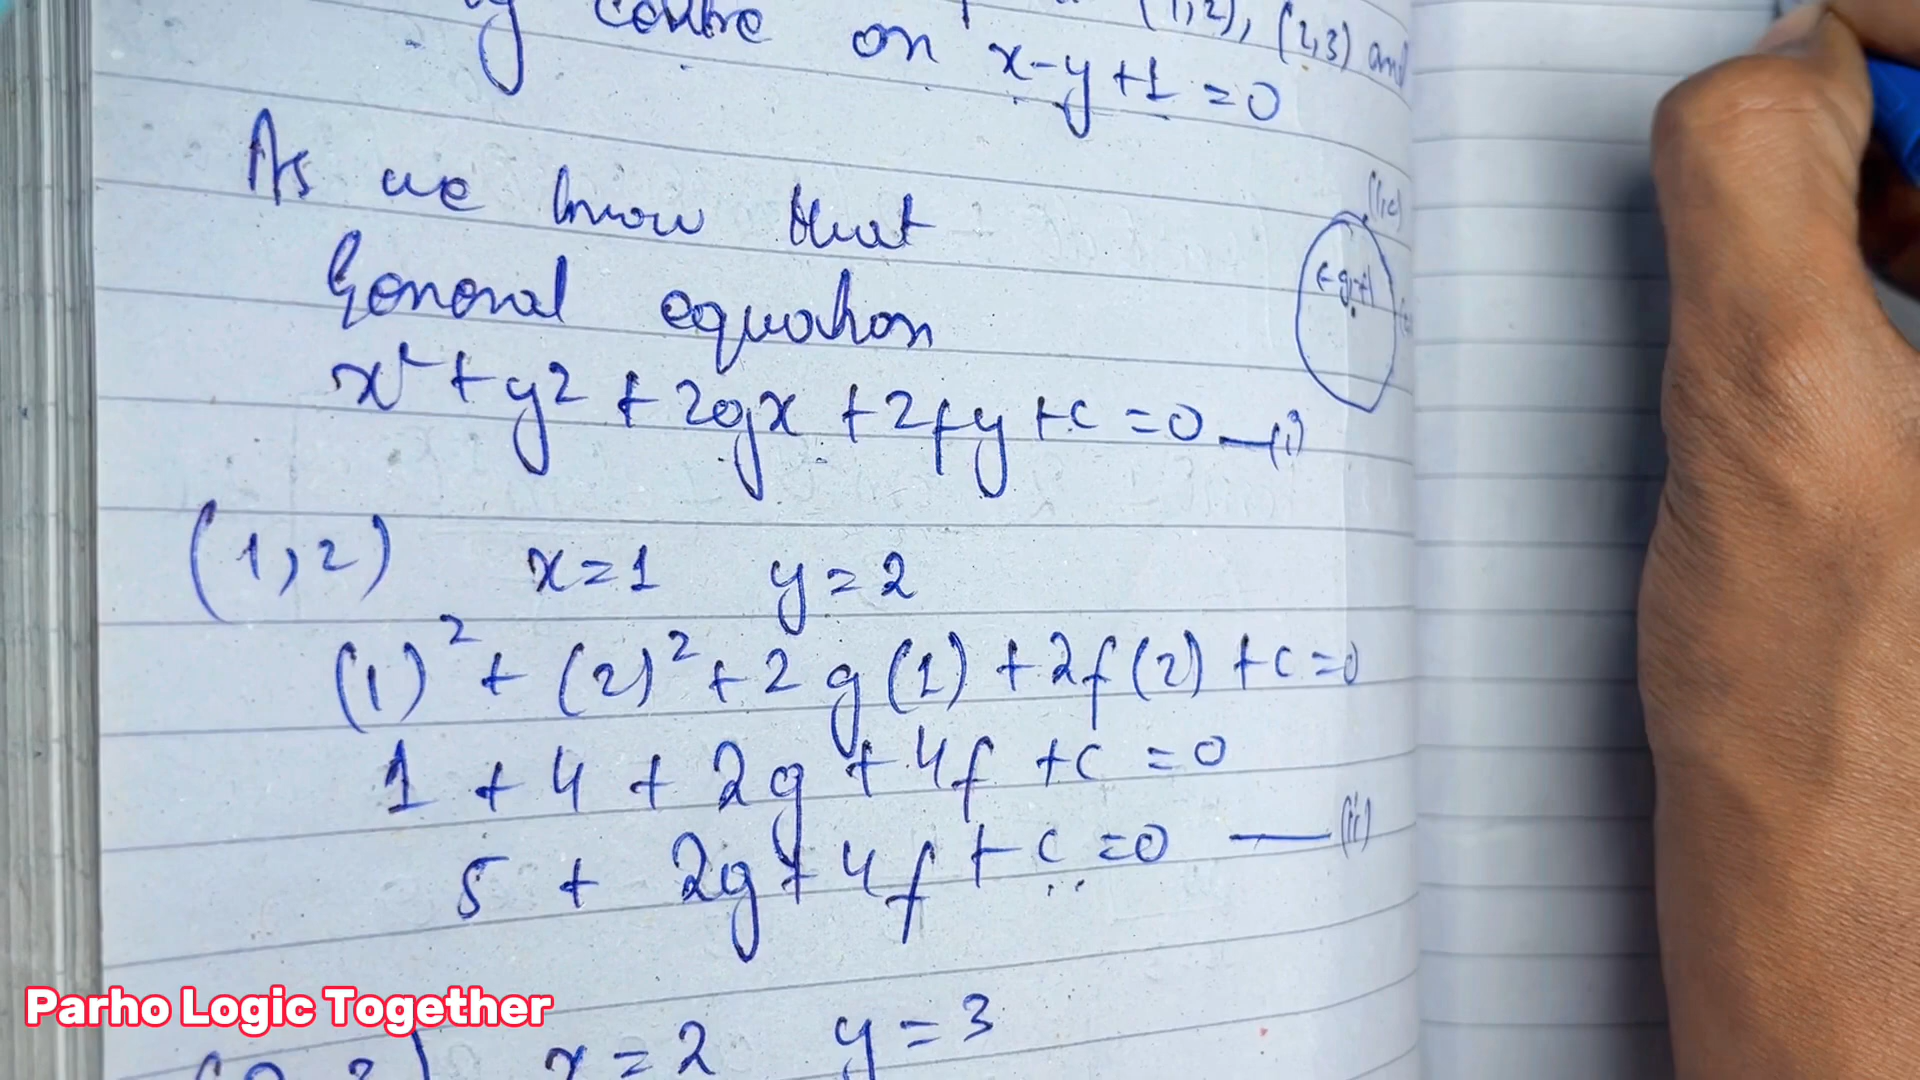 centre on x-y+1=0
(1,2), (2,3) and
As we know that
General equation
x² + y2 + 2gx + 2fy + c = 0 —(i)
(1,2) x=1 y=2
(1)² + (2)² + 2g(1) + 2f(2) + c = 0
1 + 4 + 2g + 4f + c = 0
5 + 2g + 4f + c = 0 —(ii)
x = 2 y = 3
Parho Logic Together